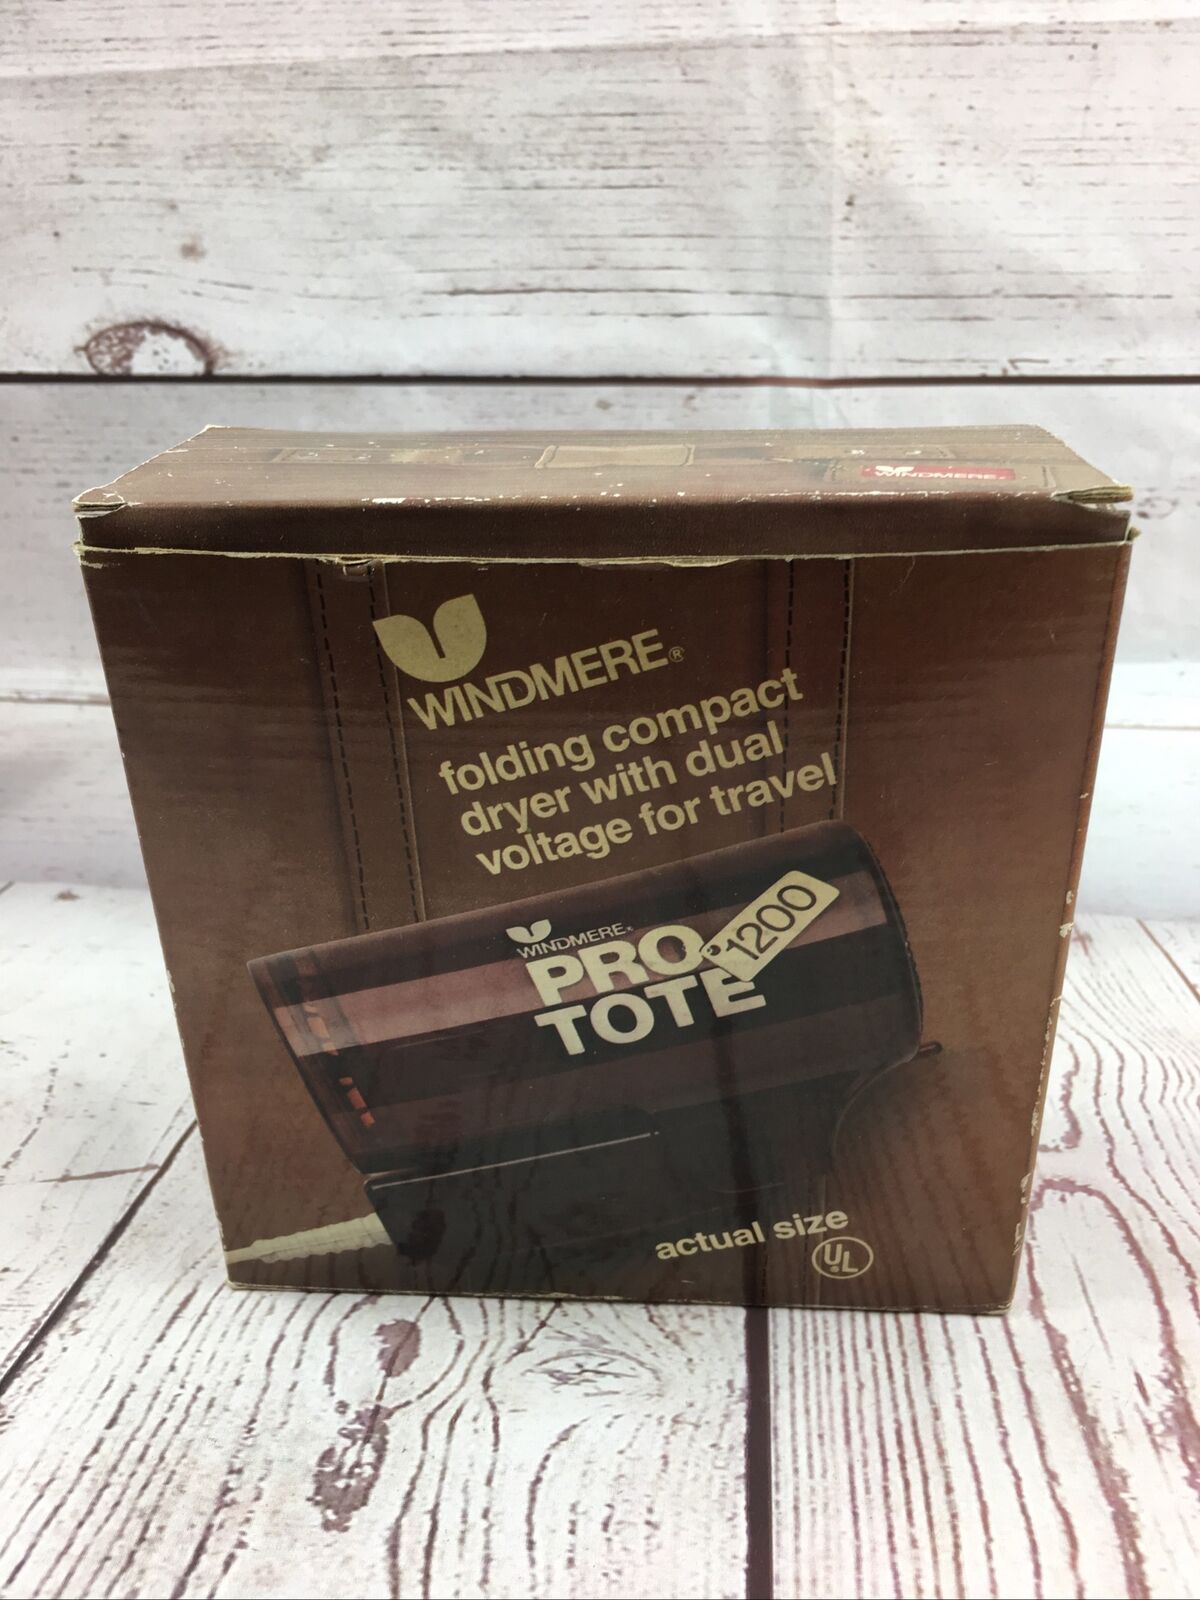 WINDMERE
WINDMERE®
folding compact
dryer with dual
voltage for travel
WINDMERE
PRO-
1200
TOTE
actual size
UL